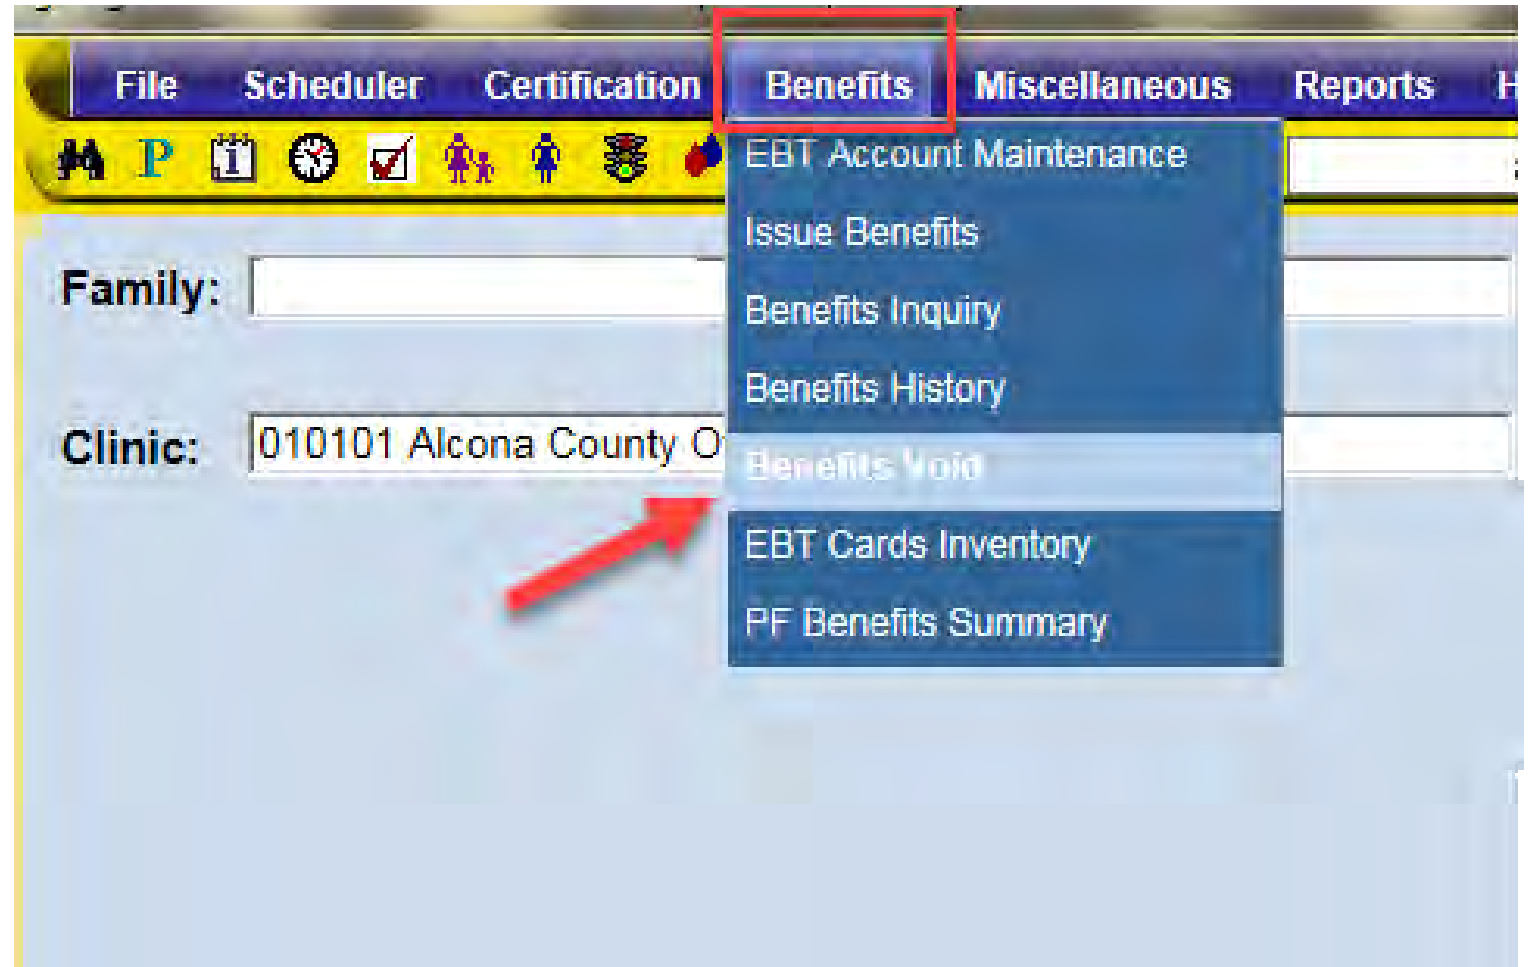 File Scheduler Certification Benefits Miscellaneous Reports H
P 1 EBT Account Maintenance
Issue Benefits
Family:
Benefits Inquiry
Benefits History
Clinic: 010101 Alcona County O
Benefits Void
EBT Cards Inventory
PF Benefits Summary